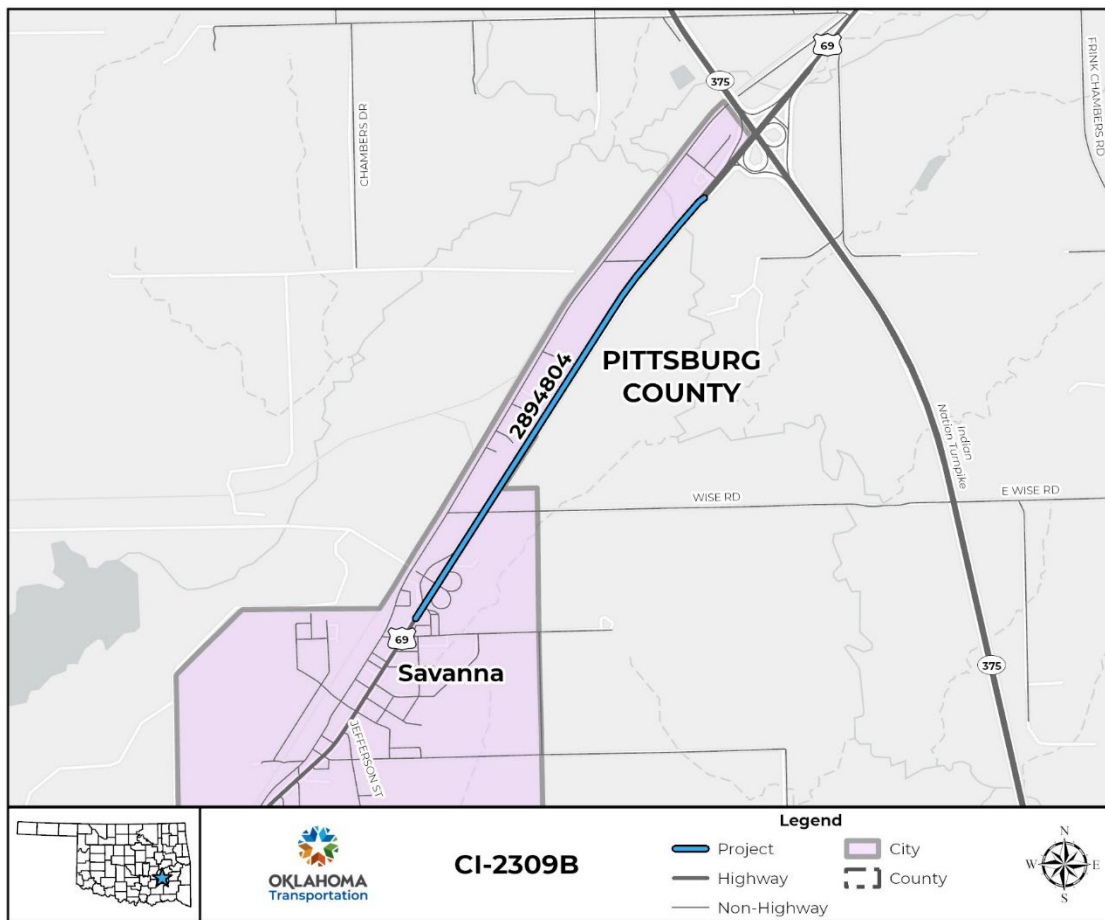 69
375
FRINK CHAMBERS RD
CHAMBERS DR
2894804
PITTSBURG
COUNTY
Indian
Nation Turnpike
WISE RD
E WISE RD
69
Savanna
375
JEFFERSON ST
OKLAHOMA
Transportation
CI-2309B
Legend
Project
City
Highway
County
Non-Highway
N
W
E
S